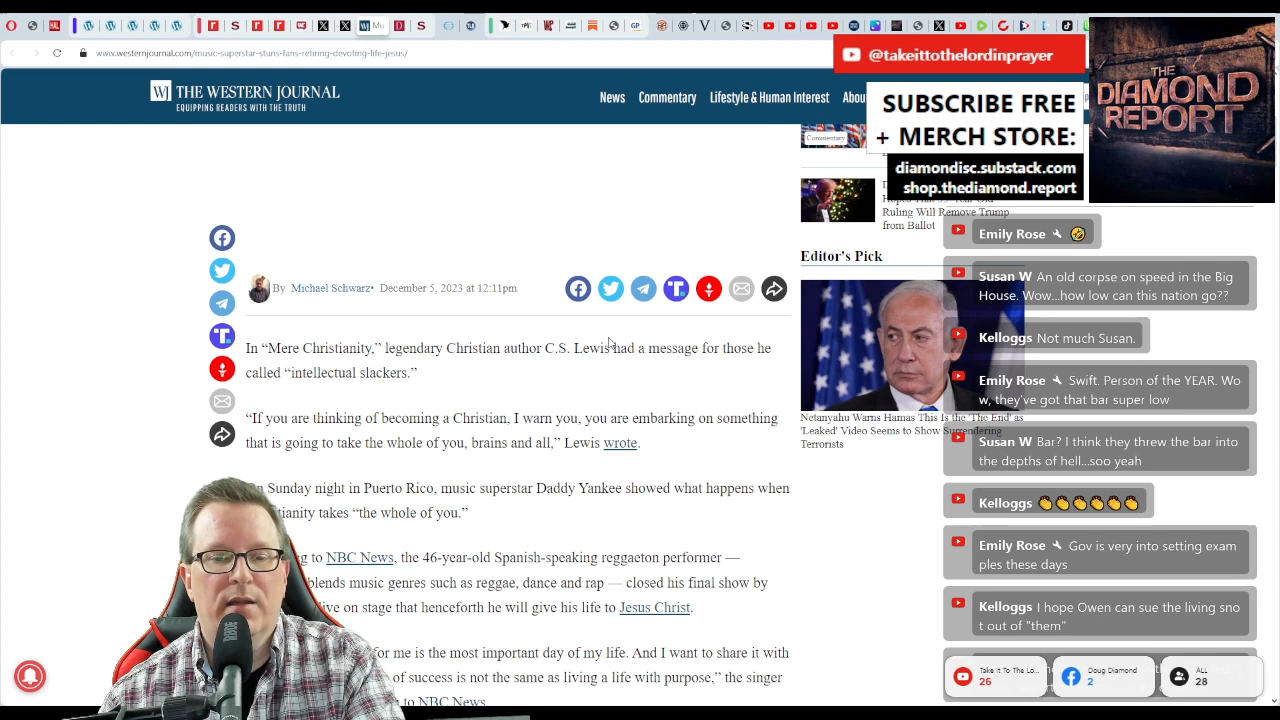 www.westernjournal.com/music-superstar-stuns-fans-retiring-devoting-life-jesus/
@takeittothelordinprayer
THE DIAMOND REPORT
WJ THE WESTERN JOURNAL
EQUIPPING READERS WITH THE TRUTH
News Commentary Lifestyle & Human Interest
SUBSCRIBE FREE
+ MERCH STORE:
diamondisc.substack.com
shop.thediamond.report
Commentary
Ruling Will Remove Trump
from Ballot
Editor's Pick
Netanyahu Warns Hamas This Is the 'The End' as
'Leaked' Video Seems to Show Surrendering
Terrorists
By Michael Schwarz • December 5, 2023 at 12:11pm
In “Mere Christianity,” legendary Christian author C.S. Lewis had a message for those he
called “intellectual slackers.”
“If you are thinking of becoming a Christian, I warn you, you are embarking on something
that is going to take the whole of you, brains and all,” Lewis wrote.
On Sunday night in Puerto Rico, music superstar Daddy Yankee showed what happens when
takes “the whole of you.”
to NBC News, the 46-year-old Spanish-speaking reggaeton performer —
blends music genres such as reggae, dance and rap — closed his final show by
on stage that henceforth he will give his life to Jesus Christ.
for me is the most important day of my life. And I want to share it with
of success is not the same as living a life with purpose,” the singer
to NBC News.
Emily Rose 🤣
Susan W An old corpse on speed in the Big
House. Wow...how low can this nation go??
Kelloggs Not much Susan.
Emily Rose Swift. Person of the YEAR. Wo
w, they've got that bar super low
Susan W Bar? I think they threw the bar into
the depths of hell...soo yeah
Kelloggs 👏👏👏👏👏👏
Emily Rose Gov is very into setting exam
ples these days
Kelloggs I hope Owen can sue the living sno
t out of "them"
Take It To The Lo...
26
Doug Diamond
2
ALL
28